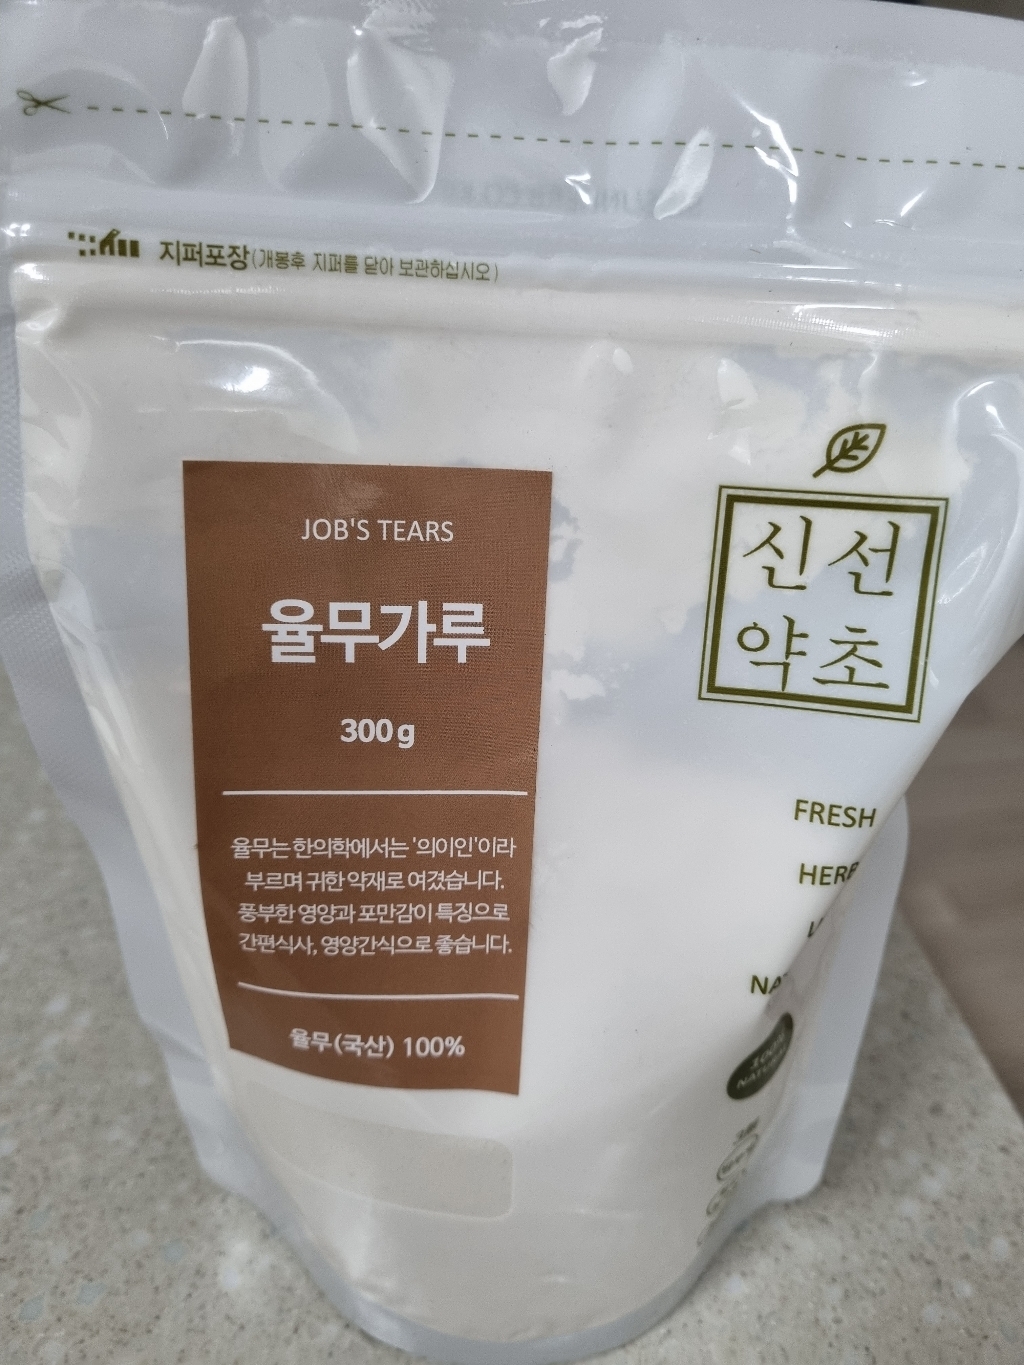 지퍼포장(개봉후 지퍼를 닫아 보관하십시오)
JOB'S TEARS
율무가루
300g
율무는 한의학에서는 '의이인'이라
부르며 귀한 약재로 여겼습니다.
풍부한 영양과 포만감이 특징으로
간편식사, 영양간식으로 좋습니다.
율무(국산) 100%
신선
약초
FRESH
HERB
100%